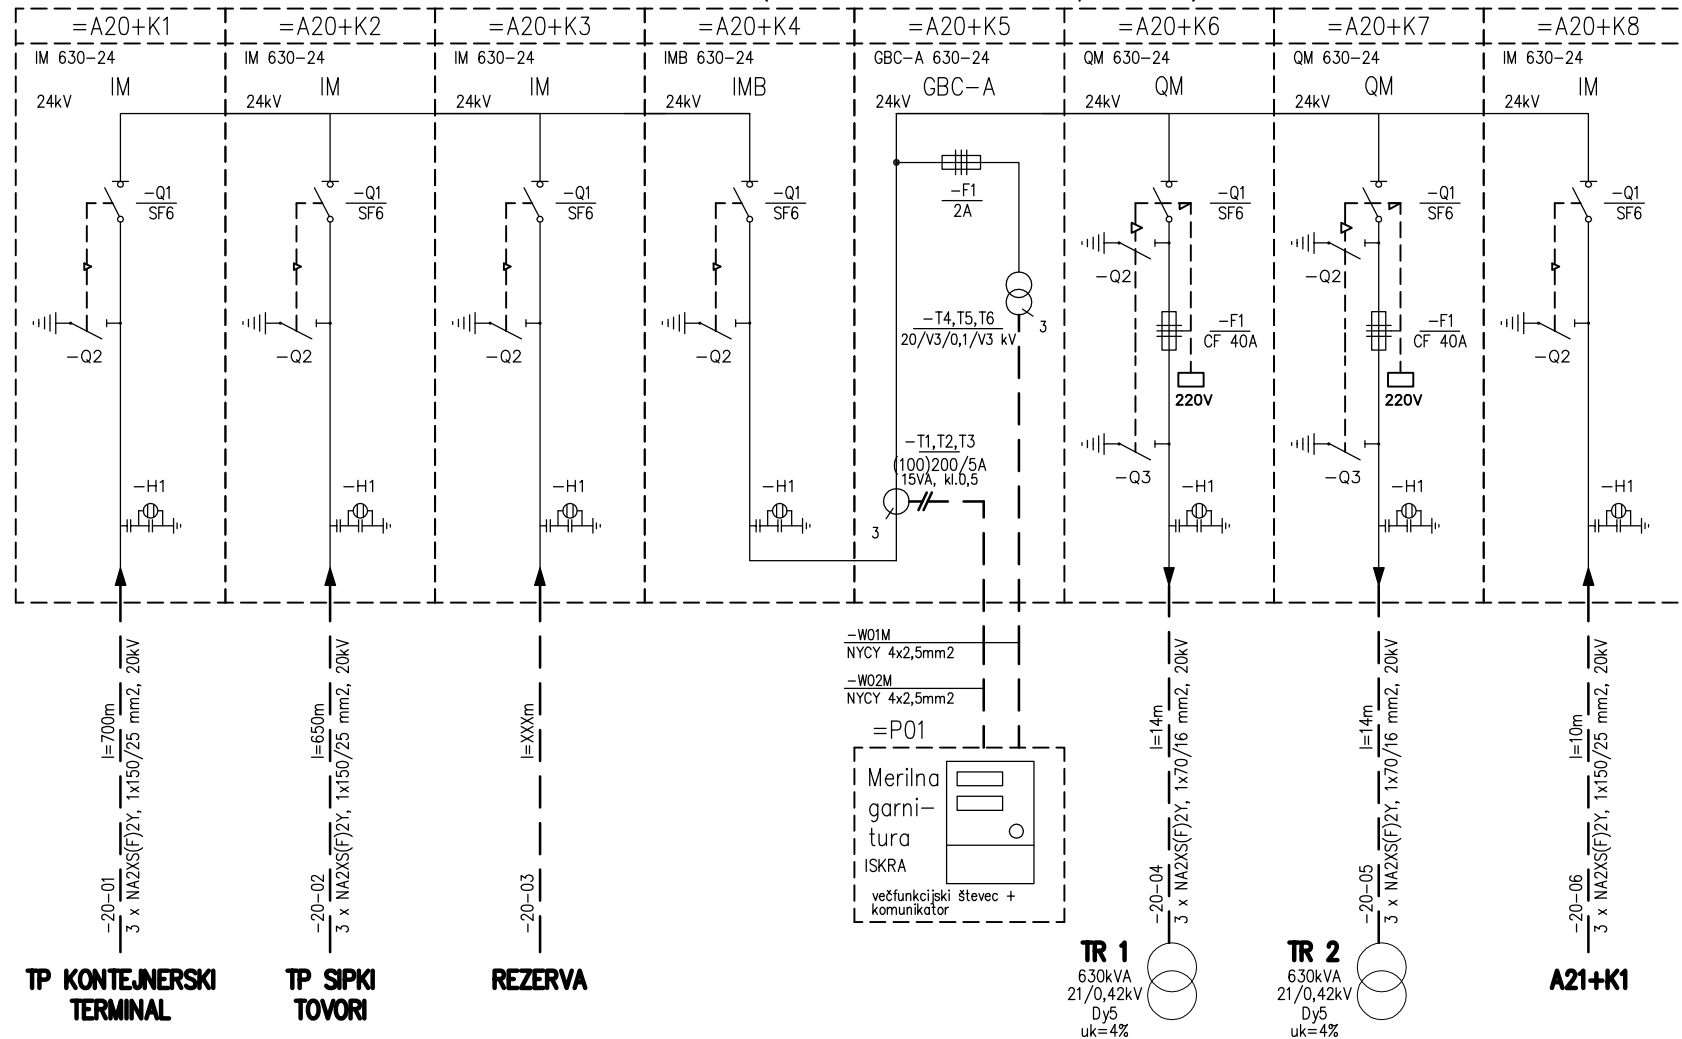 =A20+K1
=A20+K2
=A20+K3
=A20+K4
=A20+K5
=A20+K6
=A20+K7
=A20+K8
IM 630-24
IM 630-24
IM 630-24
IMB 630-24
GBC-A 630-24
QM 630-24
QM 630-24
IM 630-24
IM
IM
IM
IMB
GBC-A
QM
QM
IM
24kV
24kV
24kV
24kV
24kV
24kV
24kV
24kV
-Q1
SF6
-Q1
SF6
-Q1
SF6
-Q1
SF6
-F1
2A
-Q1
SF6
-Q1
SF6
-Q1
SF6
-Q2
-Q2
-Q2
-Q2
-Q2
-Q2
-Q2
-T4,T5,T6
20/V3/0,1/V3 kV
3
-F1
CF 40A
-F1
CF 40A
220V
220V
-T1,T2,T3
(100)200/5A
15VA, kl.0,5
3
-Q3
-Q3
-H1
-H1
-H1
-H1
-H1
-H1
-H1
-W01M
NYCY 4x2,5mm2
-W02M
NYCY 4x2,5mm2
=P01
Merilna
garni-
tura
ISKRA
večfunkcijski števec +
komunikator
-20-01
l=700m
3 x NA2XS(F)2Y, 1x150/25 mm2, 20kV
-20-02
l=650m
3 x NA2XS(F)2Y, 1x150/25 mm2, 20kV
-20-03
l=XXXm
-20-04
l=14m
3 x NA2XS(F)2Y, 1x70/16 mm2, 20kV
-20-05
l=14m
3 x NA2XS(F)2Y, 1x70/16 mm2, 20kV
-20-06
l=10m
3 x NA2XS(F)2Y, 1x150/25 mm2, 20kV
TP KONTEJNERSKI
TERMINAL
TP SIPKI
TOVORI
REZERVA
TR 1
630kVA
21/0,42kV
Dy5
uk=4%
TR 2
630kVA
21/0,42kV
Dy5
uk=4%
A21+K1